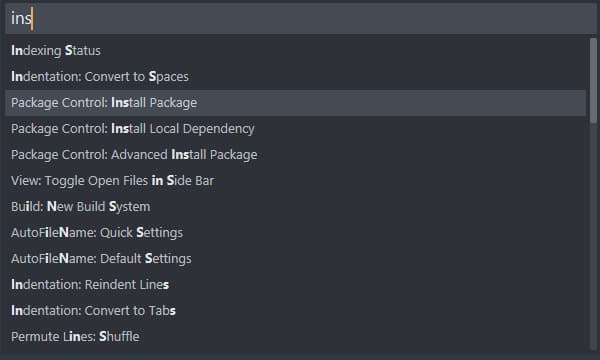 ins
Indexing Status
Indentation: Convert to Spaces
Package Control: Install Package
Package Control: Install Local Dependency
Package Control: Advanced Install Package
View: Toggle Open Files in Side Bar
Build: New Build System
AutoFileName: Quick Settings
AutoFileName: Default Settings
Indentation: Reindent Lines
Indentation: Convert to Tabs
Permute Lines: Shuffle